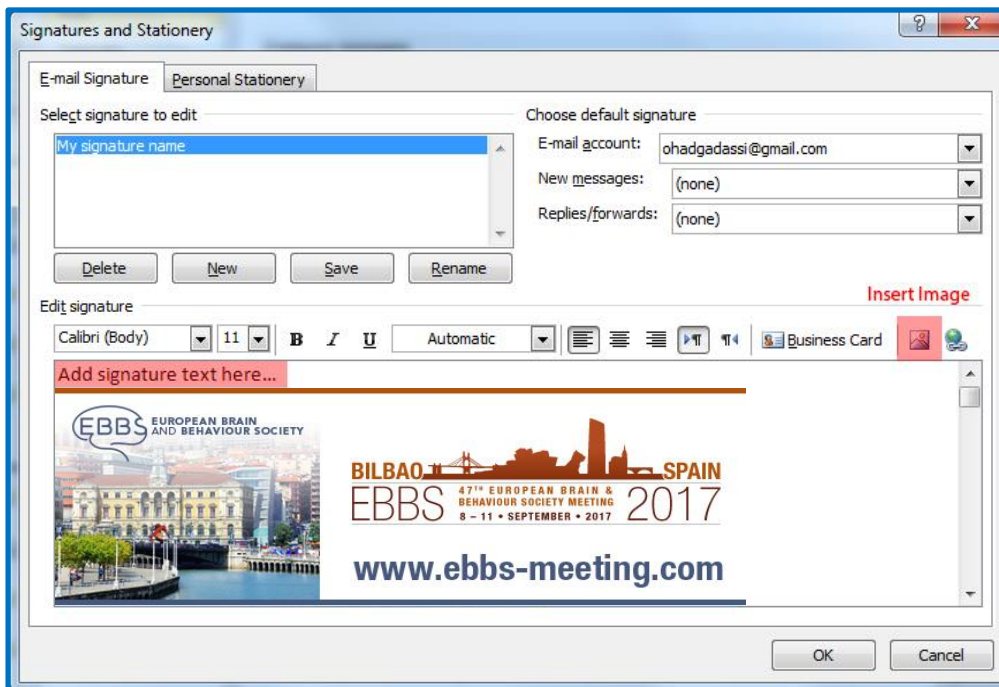 Signatures and Stationery
E-mail Signature
Personal Stationery
Select signature to edit
My signature name
Delete
New
Save
Rename
Choose default signature
E-mail account:
ohadgadassi@gmail.com
New messages:
(none)
Replies/forwards:
(none)
Insert Image
Edit signature
Calibri (Body)
11
B
I
U
Automatic
Business Card
Add signature text here...
EBBS
EUROPEAN BRAIN
AND BEHAVIOUR SOCIETY
BILBAO SPAIN
EBBS
47TH EUROPEAN BRAIN &
BEHAVIOUR SOCIETY MEETING
8 – 11 • SEPTEMBER • 2017
2017
www.ebbs-meeting.com
OK
Cancel